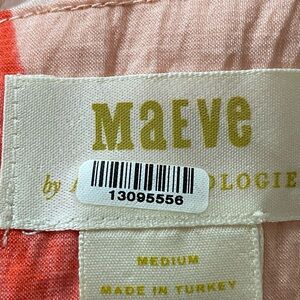 MAEVE
by A OLOGIE
13095556
MEDIUM
MADE IN TURKEY